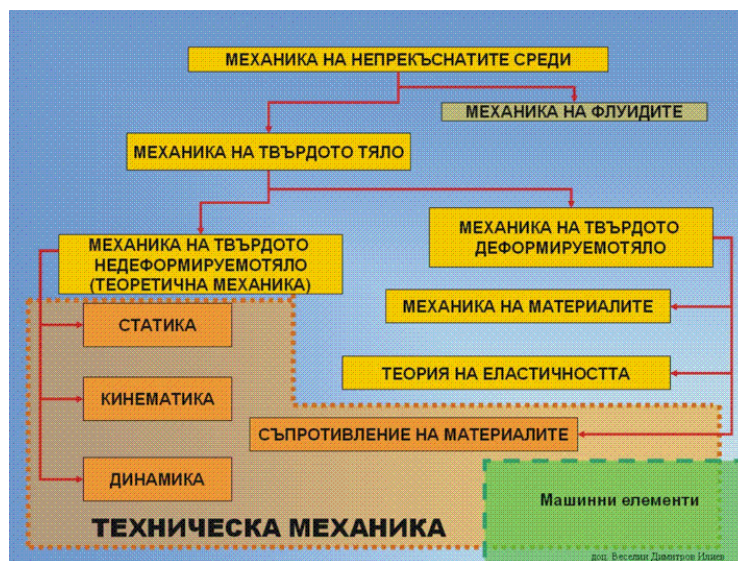 МЕХАНИКА НА НЕПРЕКЪСНАТИТЕ СРЕДИ
МЕХАНИКА НА ФЛУИДИТЕ
МЕХАНИКА НА ТВЪРДОТО ТЯЛО
МЕХАНИКА НА ТВЪРДОТО
НЕДЕФОРМИРУЕМОТЯЛО
(ТЕОРЕТИЧНА МЕХАНИКА)
МЕХАНИКА НА ТВЪРДОТО
ДЕФОРМИРУЕМОТЯЛО
СТАТИКА
КИНЕМАТИКА
ДИНАМИКА
МЕХАНИКА НА МАТЕРИАЛИТЕ
ТЕОРИЯ НА ЕЛАСТИЧНОСТТА
СЪПРОТИВЛЕНИЕ НА МАТЕРИАЛИТЕ
Машинни елементи
ТЕХНИЧЕСКА МЕХАНИКА
доц. Веселин Димитров Илиев